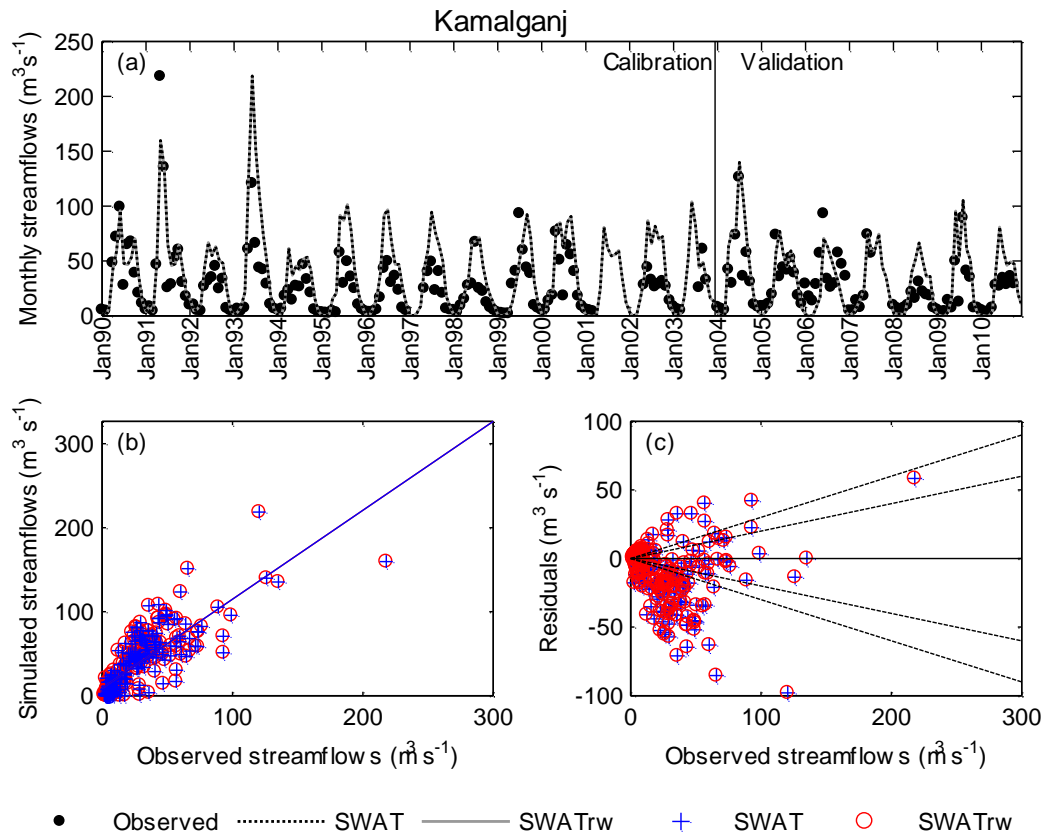 Kamalganj
(a)
Calibration
Validation
Monthly streamflows (m³s⁻¹)
250
200
150
100
50
0
Jan90
Jan91
Jan92
Jan93
Jan94
Jan95
Jan96
Jan97
Jan98
Jan99
Jan00
Jan01
Jan02
Jan03
Jan04
Jan05
Jan06
Jan07
Jan08
Jan09
Jan10
(b)
Simulated streamflows (m³ s⁻¹)
300
200
100
0
0
100
200
300
Observed streamflows (m³ s⁻¹)
(c)
Residuals (m³ s⁻¹)
100
50
0
-50
-100
0
100
200
300
Observed streamflows (m³ s⁻¹)
Observed SWAT SWATrw SWAT SWATrw